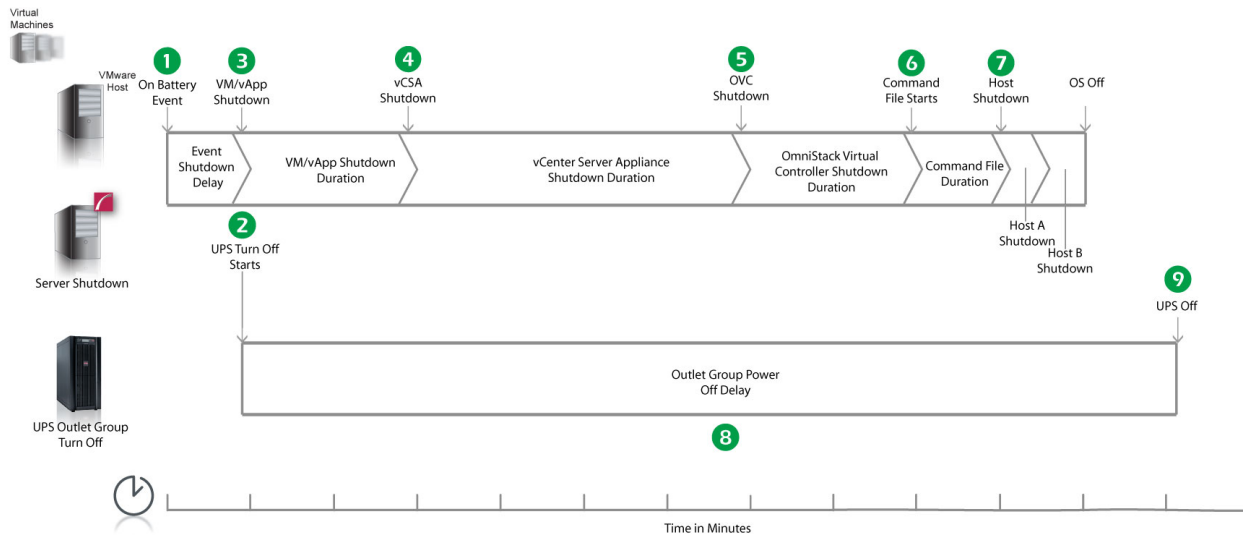 Virtual
Machines
VMware
Host
1
On Battery
Event
3
VM/vApp
Shutdown
4
vCSA
Shutdown
5
OVC
Shutdown
6
Command
File Starts
7
Host
Shutdown
OS Off
Event
Shutdown
Delay
VM/vApp Shutdown
Duration
vCenter Server Appliance
Shutdown Duration
OmniStack Virtual
Controller Shutdown
Duration
Command File
Duration
Host A
Shutdown
Host B
Shutdown
Server Shutdown
2
UPS Turn Off
Starts
9
UPS Off
Outlet Group Power
Off Delay
8
UPS Outlet Group
Turn Off
Time in Minutes